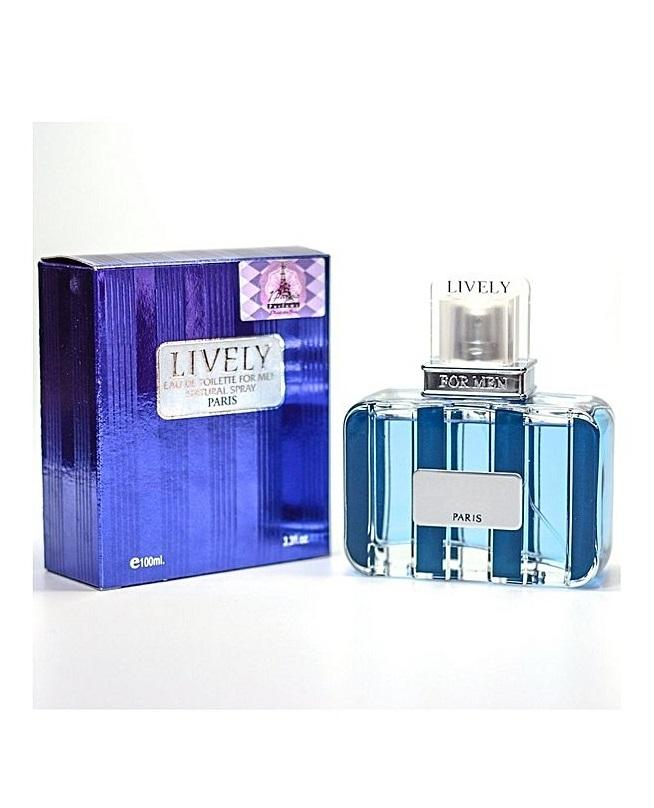 LIVELY
EAU DE TOILETTE FOR MEN
NATURAL SPRAY
PARIS
e100ml.
3.3fl.oz.
LIVELY
FOR MEN
PARIS